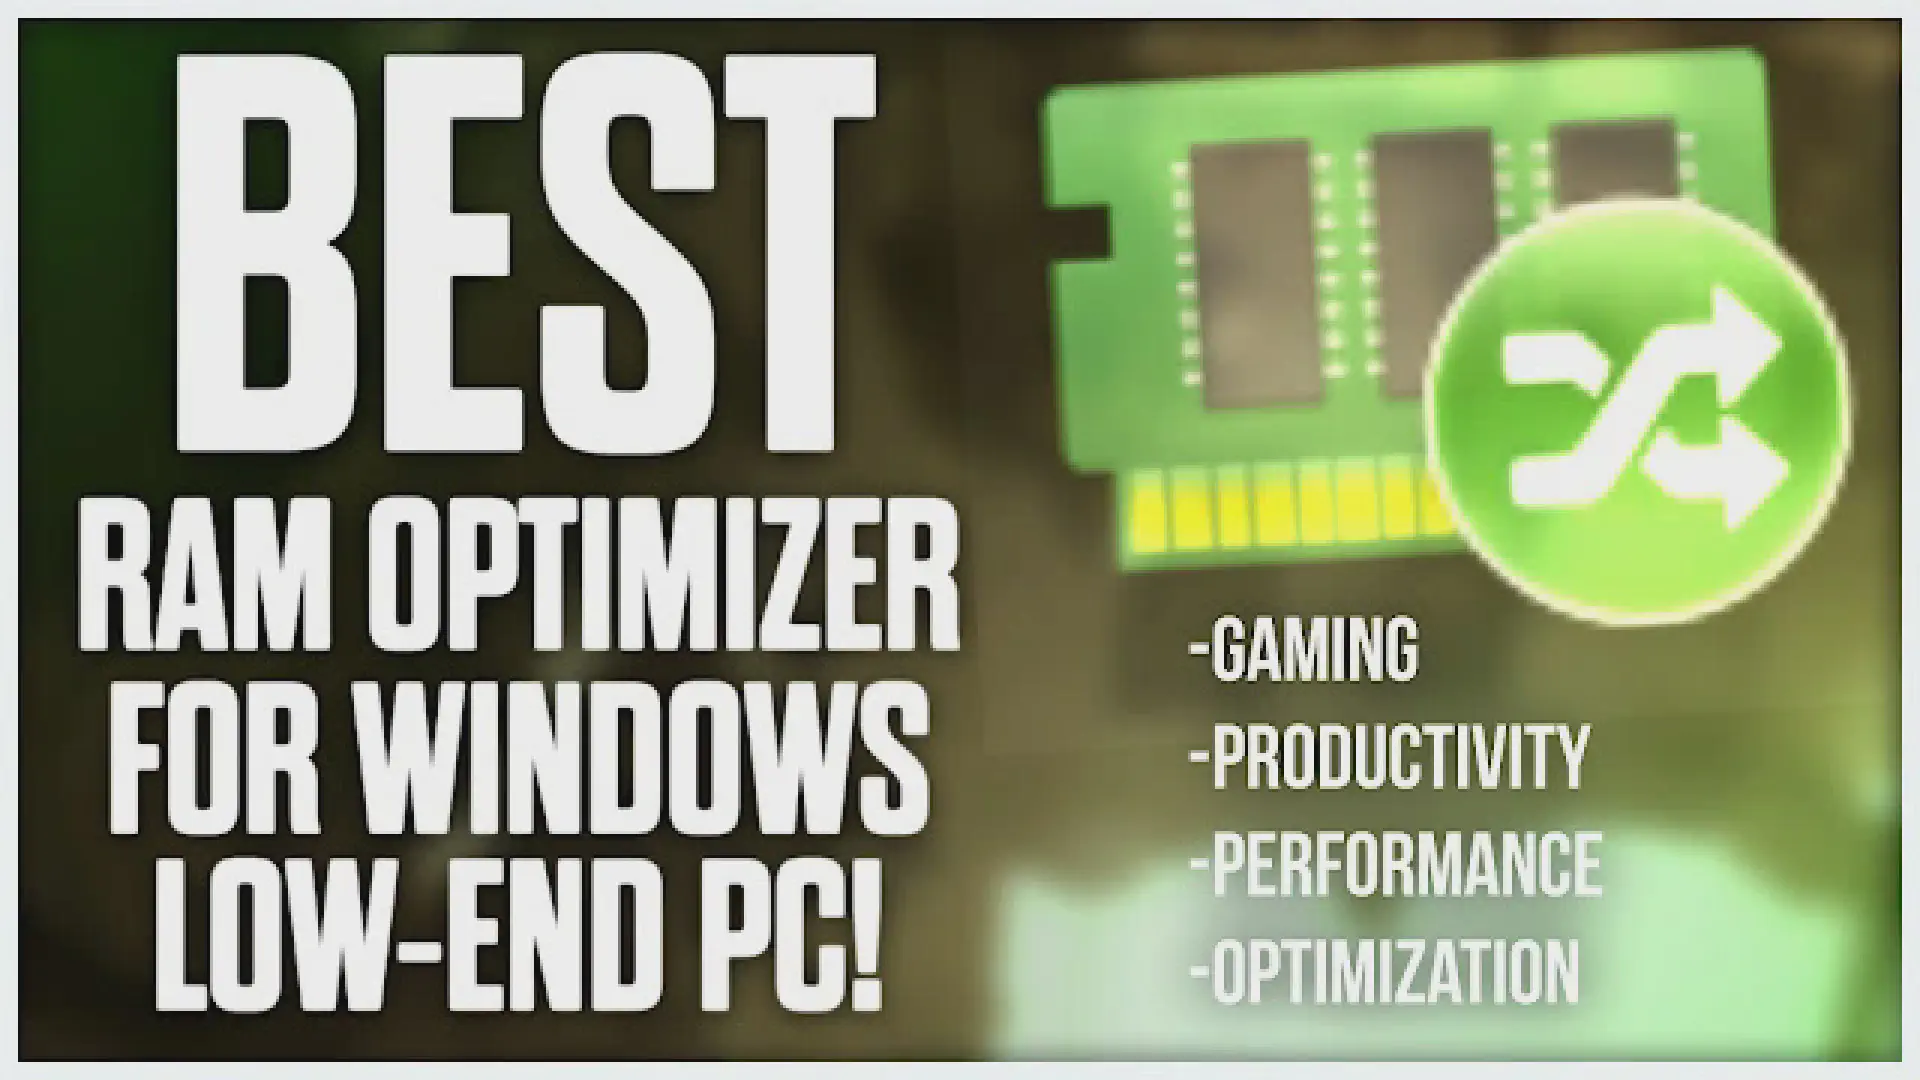 BEST
RAM OPTIMIZER
FOR WINDOWS
LOW-END PC!
-GAMING
-PRODUCTIVITY
-PERFORMANCE
-OPTIMIZATION